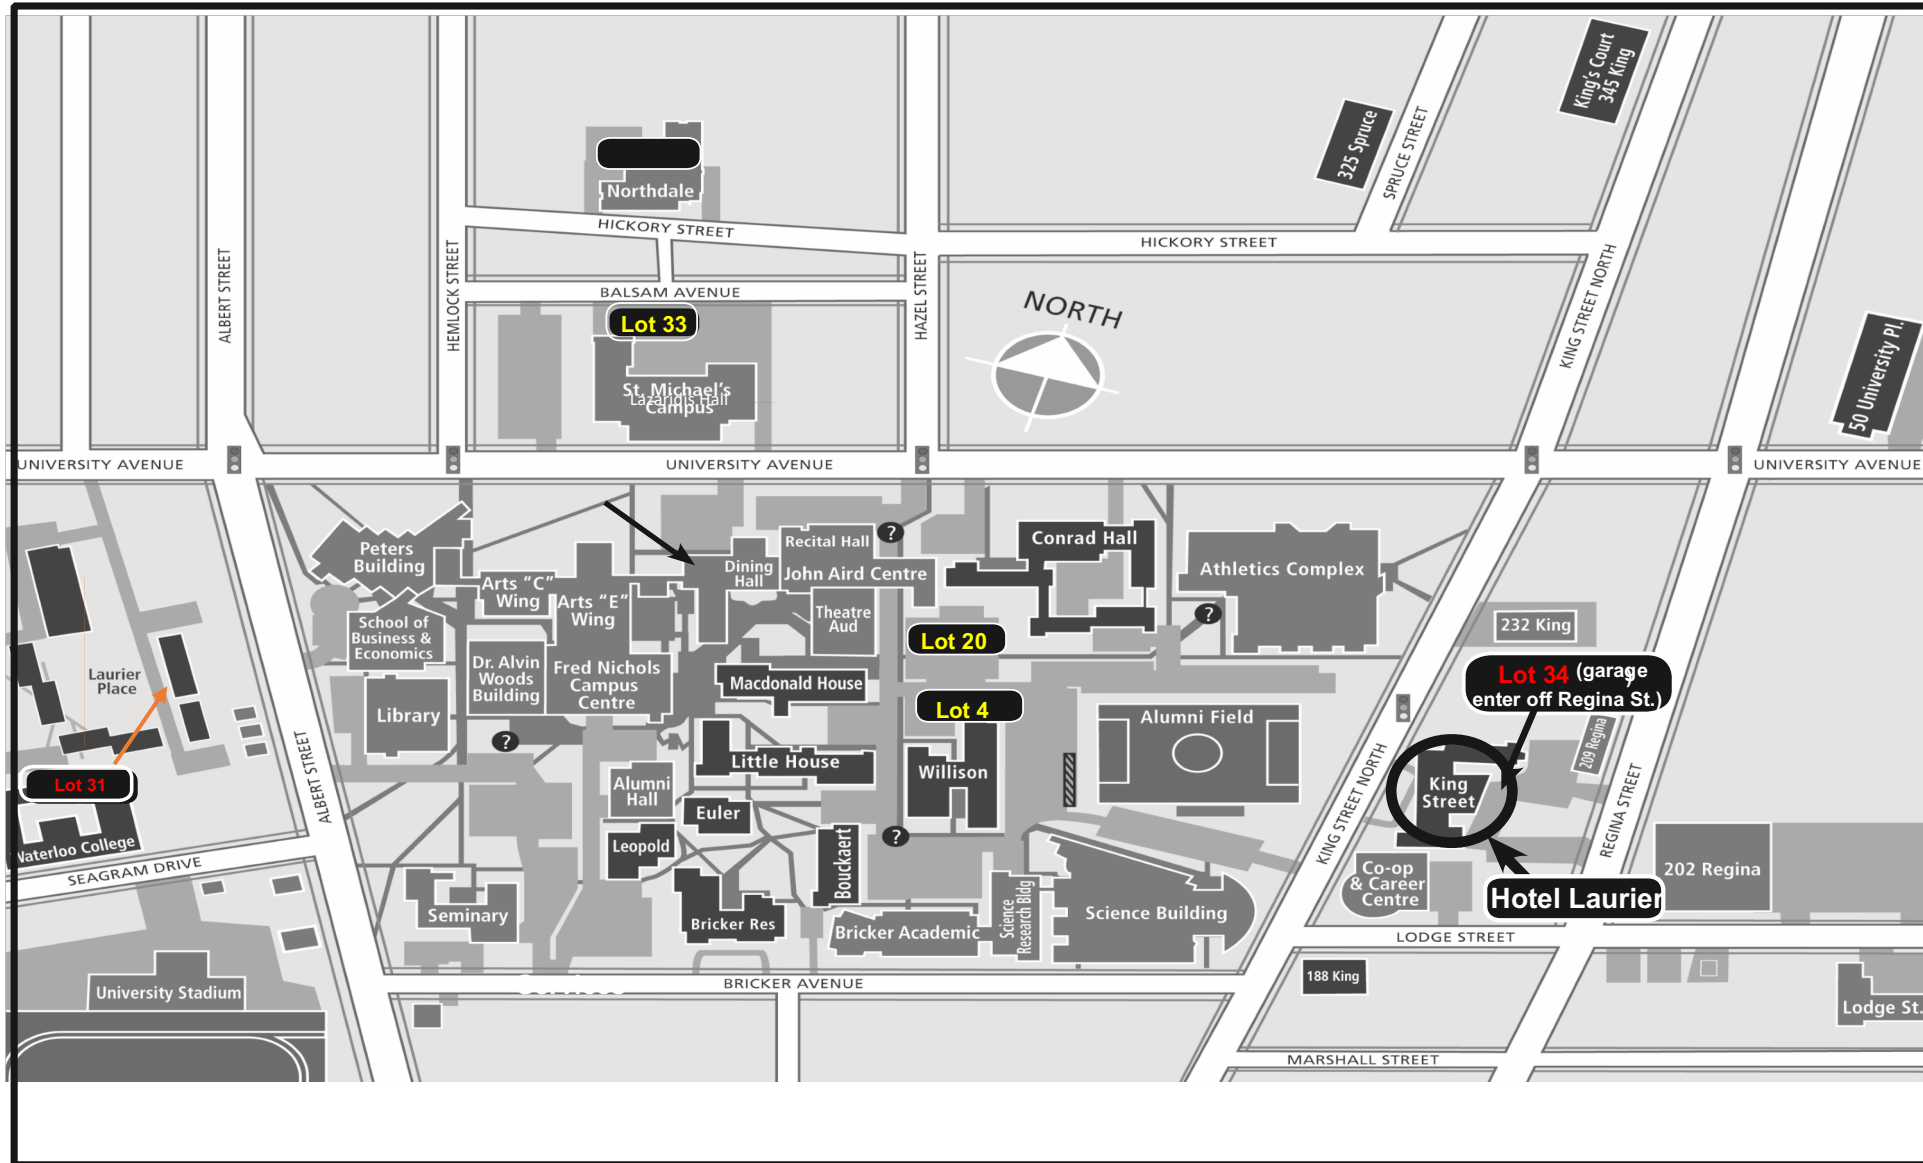 King's Court
345 King
325 Spruce
SPRUCE STREET
Northdale
HICKORY STREET
HICKORY STREET
ALBERT STREET
HEMLOCK STREET
HAZEL STREET
KING STREET NORTH
BALSAM AVENUE
Lot 33
NORTH
St. Michael's
Campus
Lazaridis Hall
50 University Pl.
UNIVERSITY AVENUE
UNIVERSITY AVENUE
UNIVERSITY AVENUE
Peters
Building
Recital Hall
?
Conrad Hall
Dining
Hall
John Aird Centre
Athletics Complex
Arts "C"
Wing
Arts "E"
Wing
Theatre
Aud
?
School of
Business &
Economics
232 King
Lot 20
Laurier
Place
Dr. Alvin
Woods
Building
Fred Nichols
Campus
Centre
Macdonald House
Lot 34 (garage
enter off Regina St.)
Library
Lot 4
Alumni Field
209 Regina
?
Little House
Willison
Lot 31
ALBERT STREET
Alumni
Hall
King
Street
KING STREET NORTH
REGINA STREET
Euler
?
Waterloo College
Leopold
Bouckaert
SEAGRAM DRIVE
Co-op
& Career
Centre
202 Regina
Hotel Laurier
Seminary
Bricker Res
Bricker Academic
Science
Research Bldg
Science Building
LODGE STREET
University Stadium
Services
BRICKER AVENUE
188 King
Lodge St.
MARSHALL STREET